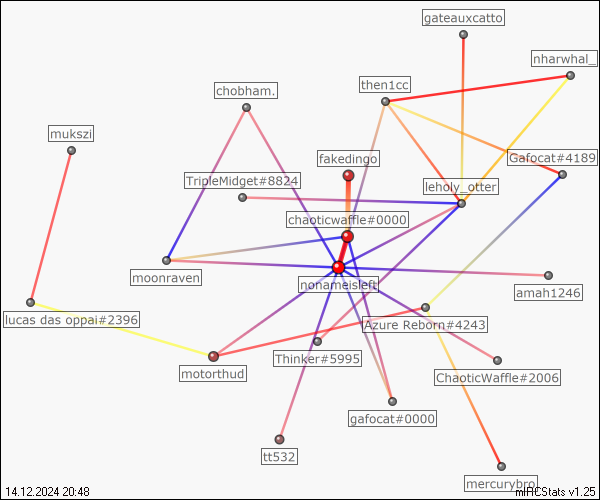 gateauxcatto
nharwhal_
chobham.
then1cc
mukszi
fakedingo
Gafocat#4189
TripleMidget#8824
leholy_otter
chaoticwaffle#0000
moonraven
nonameisleft
amah1246
lucas das oppai#2396
Azure Reborn#4243
Thinker#5995
motorthud
ChaoticWaffle#2006
gafocat#0000
tt532
mercurybro
14.12.2024 20:48
mIRCStats v1.25